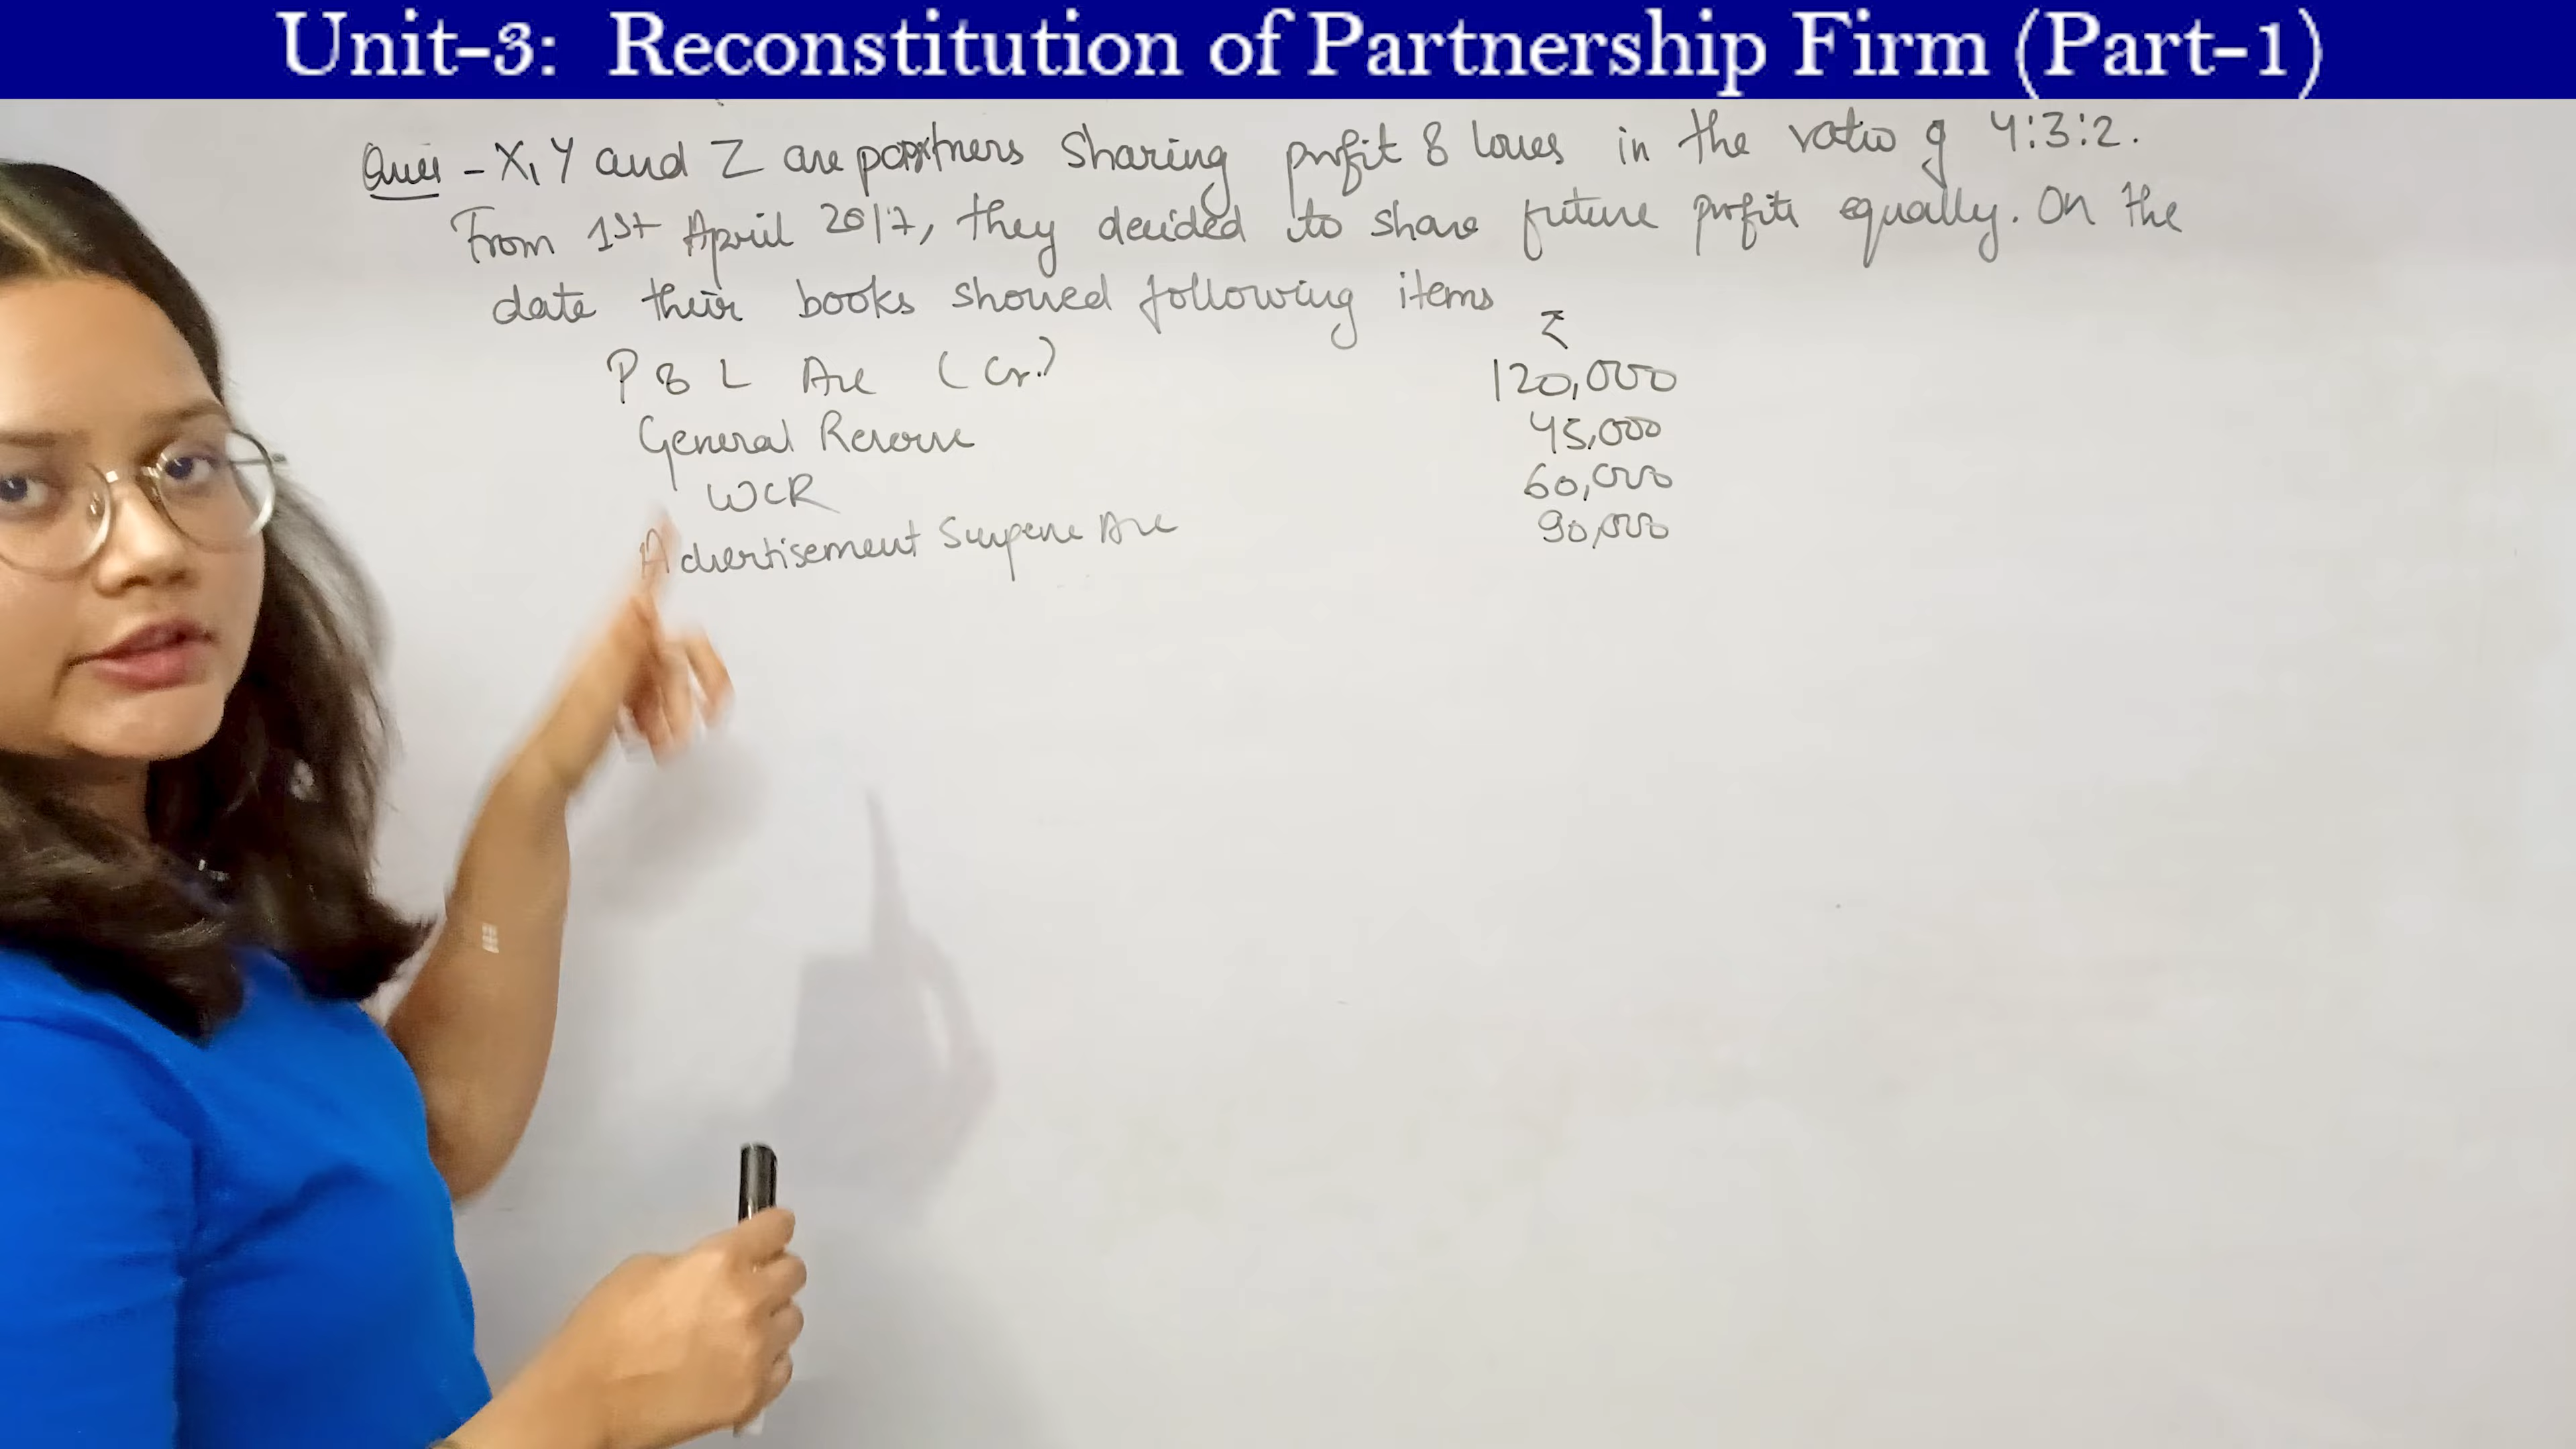 Unit-3: Reconstitution of Partnership Firm (Part-1)
Ques - X, Y and Z are partners sharing profit & losses in the ratio of 4:3:2.
From 1st April 2017, they decided to share future profits equally. On the
date their books showed following items
₹
P & L A/c (Cr.) 120,000
General Reserve 45,000
WCR 60,000
Advertisement Suspense A/c 90,000